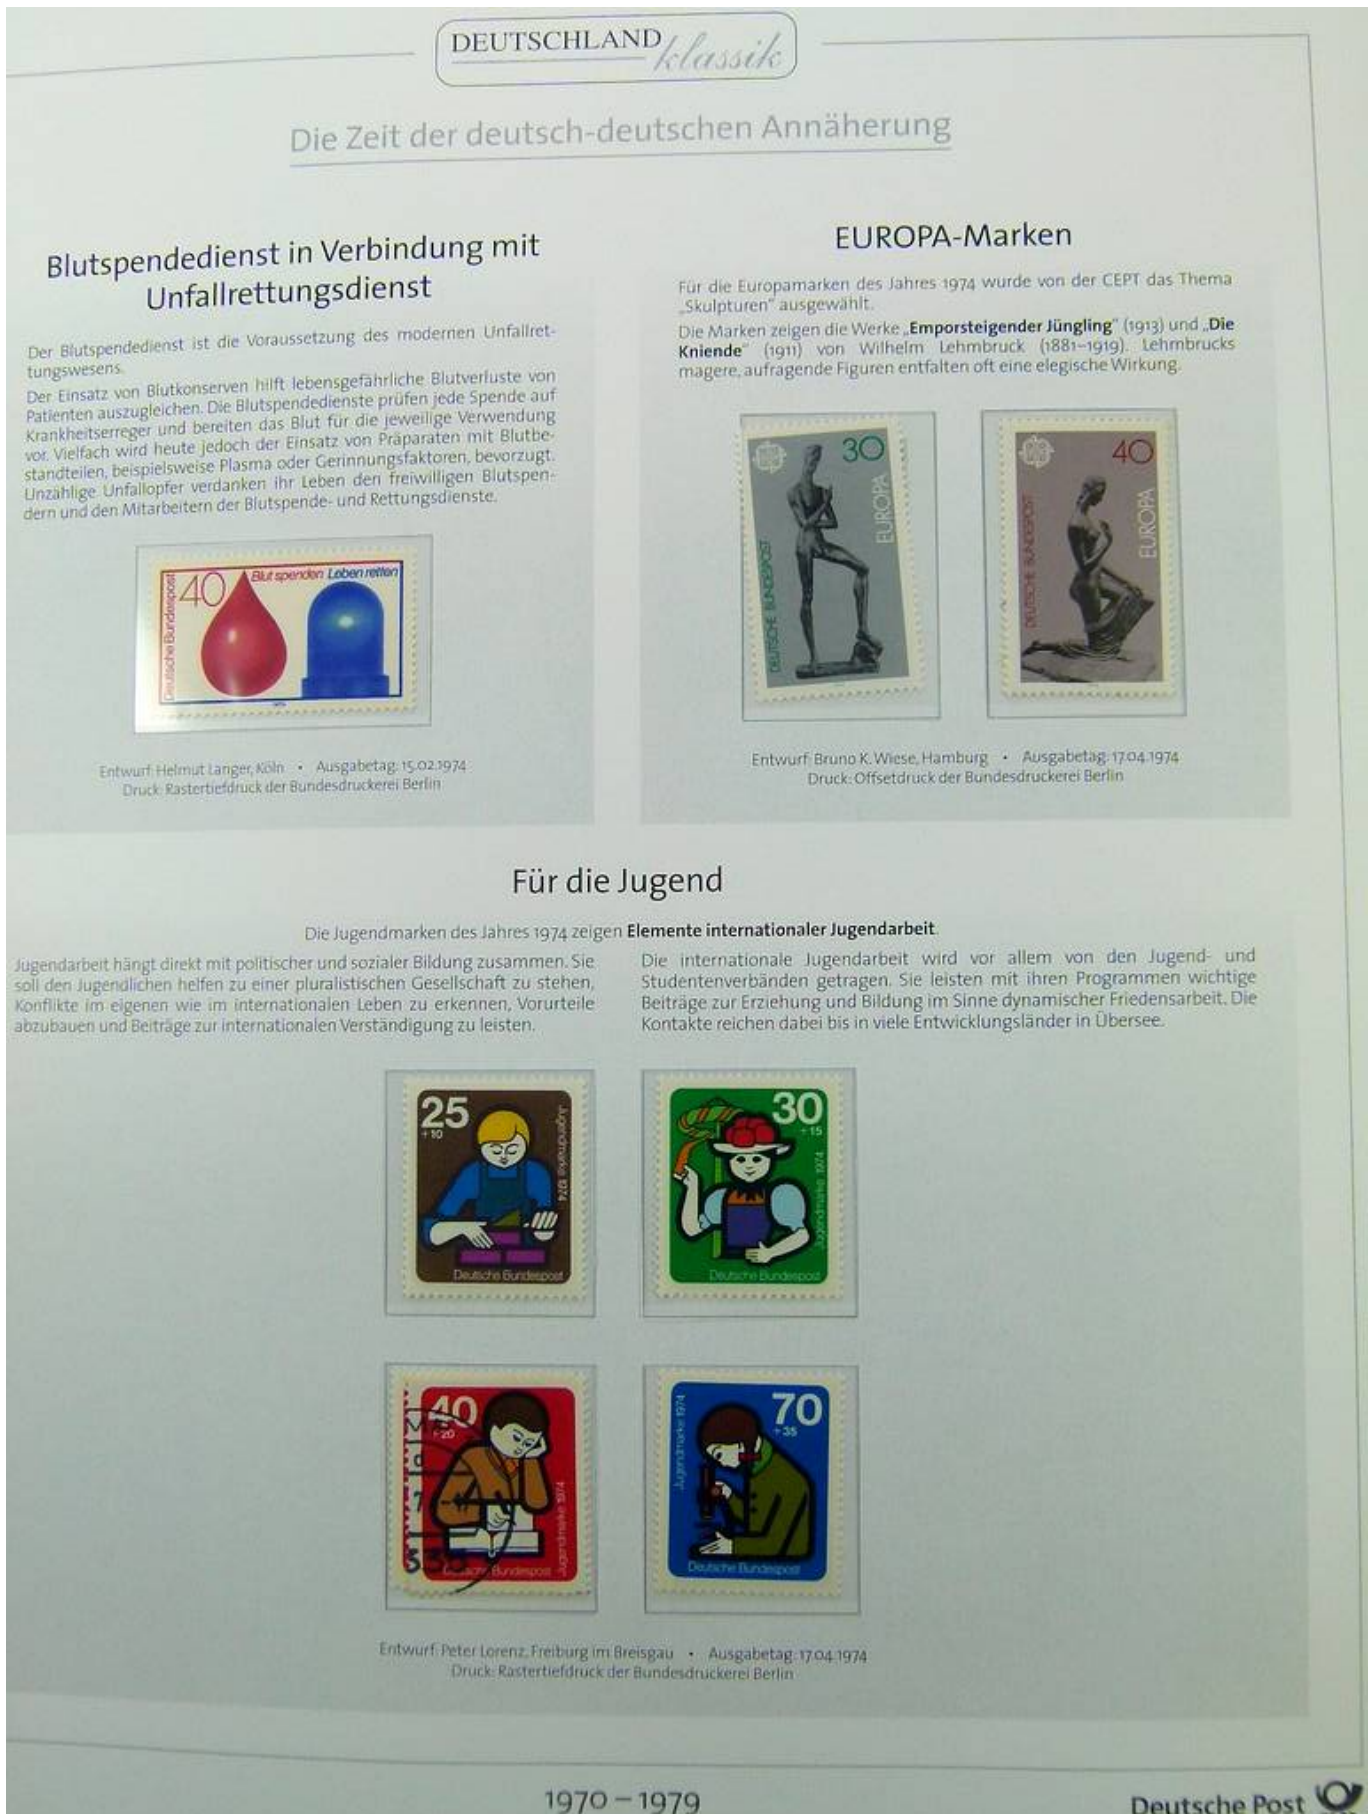 DEUTSCHLAND
klassik
Die Zeit der deutsch-deutschen Annäherung
Blutspendedienst in Verbindung mit
Unfallrettungsdienst
Der Blutspendedienst ist die Voraussetzung des modernen Unfallret-
tungswesens.
Der Einsatz von Blutkonserven hilft lebensgefährliche Blutverluste von
Patienten auszugleichen. Die Blutspendedienste prüfen jede Spende auf
Krankheitserreger und bereiten das Blut für die jeweilige Verwendung
vor. Vielfach wird heute jedoch der Einsatz von Präparaten mit Blutbe-
standteilen, beispielsweise Plasma oder Gerinnungsfaktoren, bevorzugt.
Unzählige Unfallopfer verdanken ihr Leben den freiwilligen Blutspen-
dern und den Mitarbeitern der Blutspende- und Rettungsdienste.
Deutsche Bundespost
40
Blut spenden Leben retten
Entwurf: Helmut Langer, Köln • Ausgabetag: 15.02.1974
Druck: Rastertiefdruck der Bundesdruckerei Berlin
EUROPA-Marken
Für die Europamarken des Jahres 1974 wurde von der CEPT das Thema
„Skulpturen" ausgewählt.
Die Marken zeigen die Werke „Emporsteigender Jüngling" (1913) und „Die
Kniende" (1911) von Wilhelm Lehmbruck (1881–1919). Lehmbrucks
magere, aufragende Figuren entfalten oft eine elegische Wirkung.
30
EUROPA
DEUTSCHE BUNDESPOST
40
EUROPA
DEUTSCHE BUNDESPOST
Entwurf: Bruno K. Wiese, Hamburg • Ausgabetag: 17.04.1974
Druck: Offsetdruck der Bundesdruckerei Berlin
Für die Jugend
Die Jugendmarken des Jahres 1974 zeigen Elemente internationaler Jugendarbeit.
Jugendarbeit hängt direkt mit politischer und sozialer Bildung zusammen. Sie
soll den Jugendlichen helfen zu einer pluralistischen Gesellschaft zu stehen,
Konflikte im eigenen wie im internationalen Leben zu erkennen, Vorurteile
abzubauen und Beiträge zur internationalen Verständigung zu leisten.
Die internationale Jugendarbeit wird vor allem von den Jugend- und
Studentenverbänden getragen. Sie leisten mit ihren Programmen wichtige
Beiträge zur Erziehung und Bildung im Sinne dynamischer Friedensarbeit. Die
Kontakte reichen dabei bis in viele Entwicklungsländer in Übersee.
25
+10
Jugendmarke 1974
Deutsche Bundespost
30
+15
Jugendmarke 1974
Deutsche Bundespost
40
+20
Jugendmarke 1974
Deutsche Bundespost
70
+35
Jugendmarke 1974
Deutsche Bundespost
Entwurf: Peter Lorenz, Freiburg im Breisgau • Ausgabetag: 17.04.1974
Druck: Rastertiefdruck der Bundesdruckerei Berlin
1970 – 1979
Deutsche Post